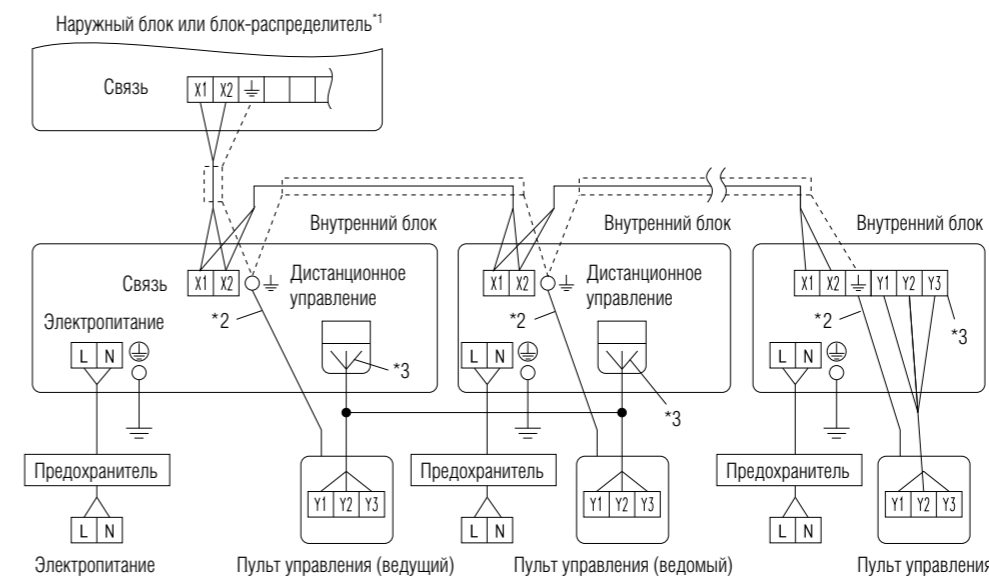 Наружный блок или блок-распределитель*1
Связь
X1 X2
Внутренний блок
Внутренний блок
Внутренний блок
Связь
X1 X2
Дистанционное
управление
X1 X2
Дистанционное
управление
X1 X2 Y1 Y2 Y3
*2
*2
*2
*3
Электропитание
L N
*3
L N
*3
L N
Предохранитель
Предохранитель
Предохранитель
Y1 Y2 Y3
Y1 Y2 Y3
Y1 Y2 Y3
L N
L N
L N
Электропитание
Пульт управления (ведущий)
Пульт управления (ведомый)
Пульт управления